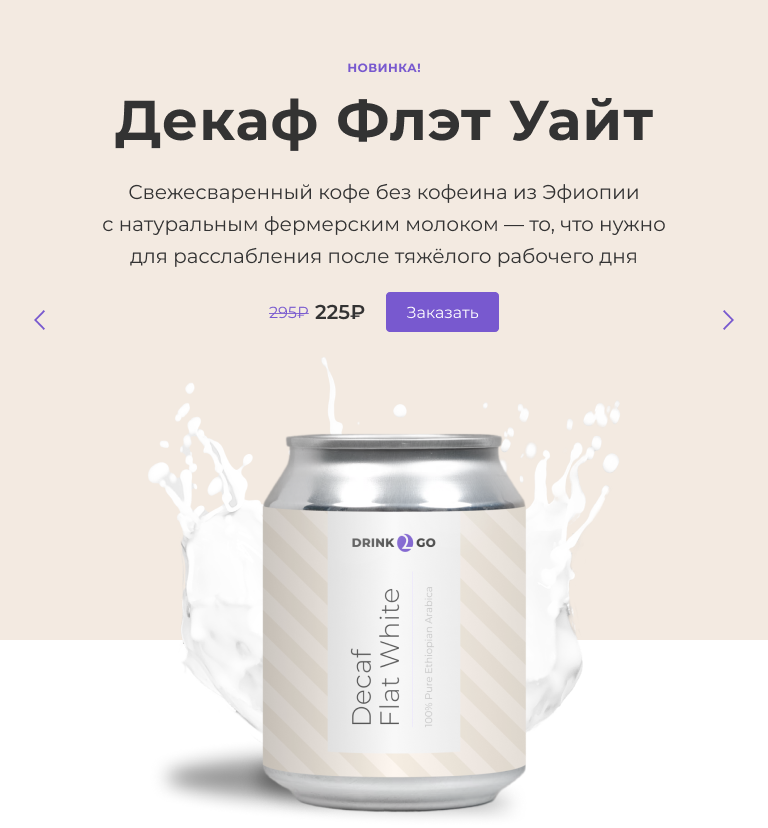 НОВИНКА!
Декаф Флэт Уайт
Свежесваренный кофе без кофеина из Эфиопии
с натуральным фермерским молоком — то, что нужно
для расслабления после тяжёлого рабочего дня
295₽ 225₽ Заказать
DRINK 2 GO
Decaf
Flat White
100% Pure Ethiopian Arabica